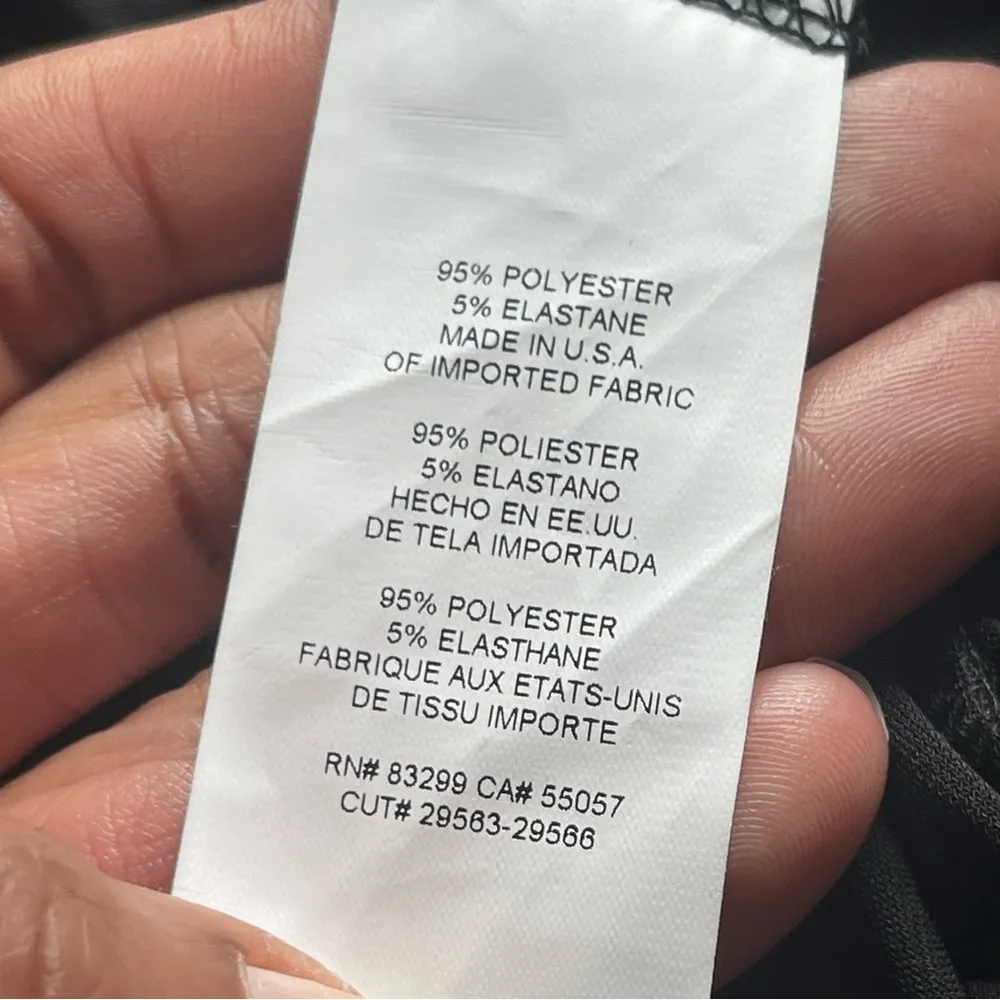 95% POLYESTER
5% ELASTANE
MADE IN U.S.A.
OF IMPORTED FABRIC
95% POLIESTER
5% ELASTANO
HECHO EN EE.UU.
DE TELA IMPORTADA
95% POLYESTER
5% ELASTHANE
FABRIQUE AUX ETATS-UNIS
DE TISSU IMPORTE
RN# 83299 CA# 55057
CUT# 29563-29566